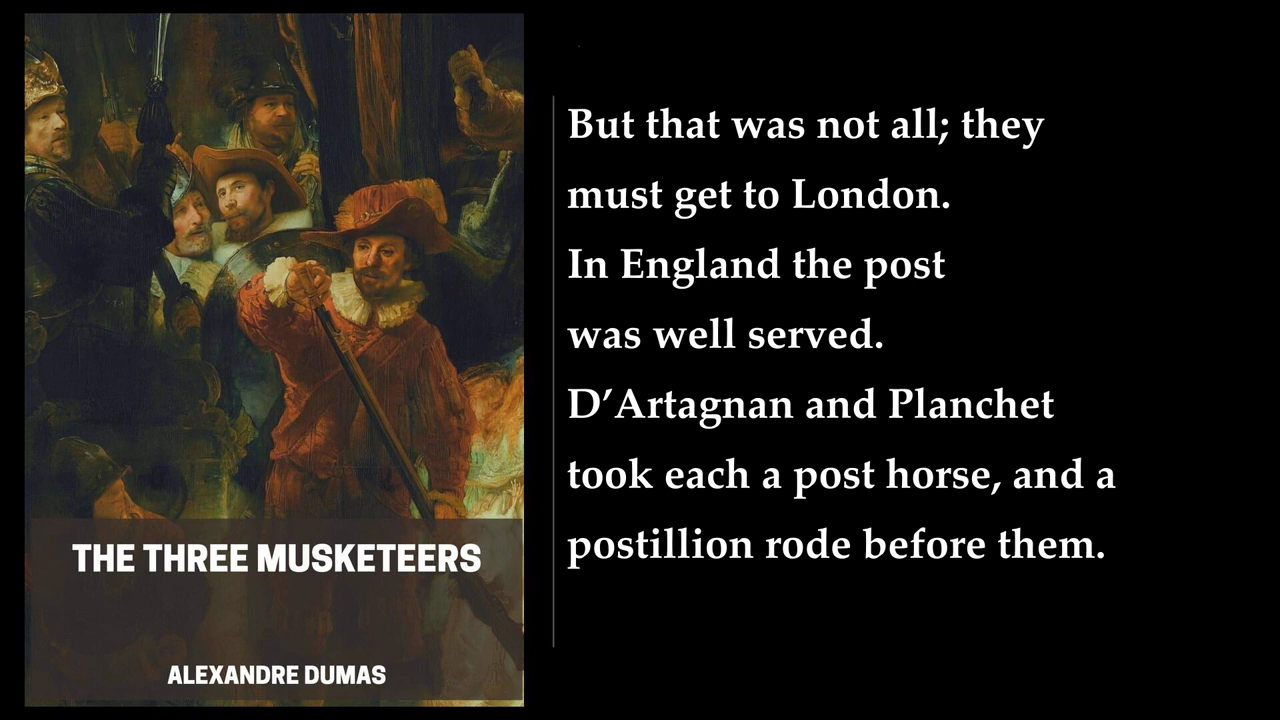 THE THREE MUSKETEERS
ALEXANDRE DUMAS
But that was not all; they
must get to London.
In England the post
was well served.
D’Artagnan and Planchet
took each a post horse, and a
postillion rode before them.